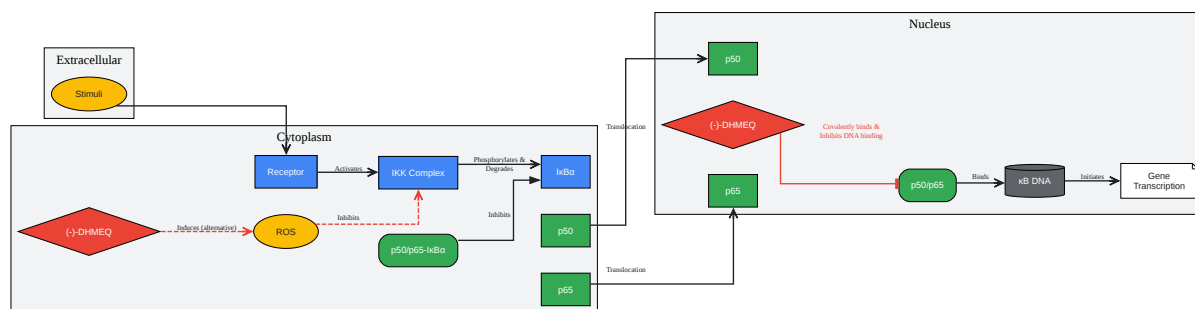 Extracellular
Stimuli
Cytoplasm
Receptor
Activates
IKK Complex
Phosphorylates &
Degrades
IκBα
(-)-DHMEQ
Induces (alternative)
ROS
Inhibits
p50/p65-IκBα
Inhibits
p50
p65
Translocation
Translocation
Nucleus
p50
(-)-DHMEQ
Covalently binds &
Inhibits DNA binding
p65
p50/p65
Binds
κB DNA
Initiates
Gene
Transcription